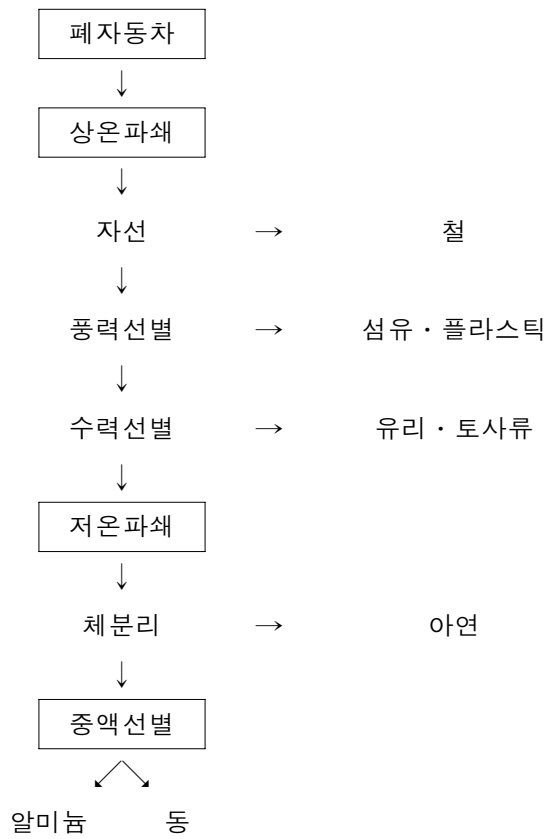 폐자동차
↓
상온파쇄
↓
자선 → 철
↓
풍력선별 → 섬유・플라스틱
↓
수력선별 → 유리・토사류
↓
저온파쇄
↓
체분리 → 아연
↓
중액선별
↙↘
알미늄 동